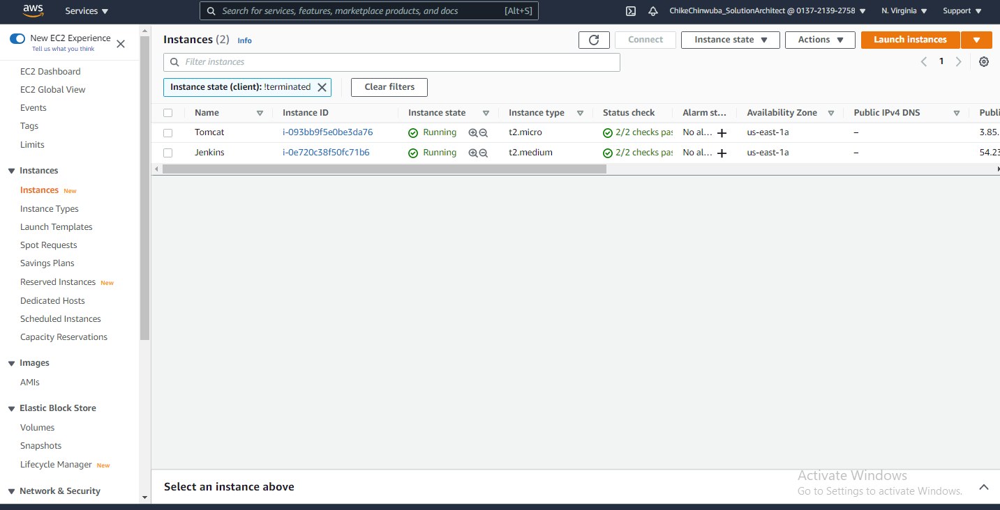 aws Services Search for services, features, marketplace products, and docs [Alt+S] ChikeChinwuba_SolutionArchitect @ 0137-2139-2758 N. Virginia Support
New EC2 Experience
Tell us what you think
EC2 Dashboard
EC2 Global View
Events
Tags
Limits
Instances
Instances New
Instance Types
Launch Templates
Spot Requests
Savings Plans
Reserved Instances New
Dedicated Hosts
Scheduled Instances
Capacity Reservations
Images
AMIs
Elastic Block Store
Volumes
Snapshots
Lifecycle Manager New
Network & Security
Instances (2) Info Connect Instance state Actions Launch instances
Filter instances 1
Instance state (client): !terminated Clear filters
Name Instance ID Instance state Instance type Status check Alarm st... Availability Zone Public IPv4 DNS Publi
Tomcat i-093bb9f5e0be3da76 Running t2.micro 2/2 checks pas No al... + us-east-1a – 3.85.
Jenkins i-0e720c38f50fc71b6 Running t2.medium 2/2 checks pas No al... + us-east-1a – 54.23
Select an instance above
Activate Windows
Go to Settings to activate Windows.